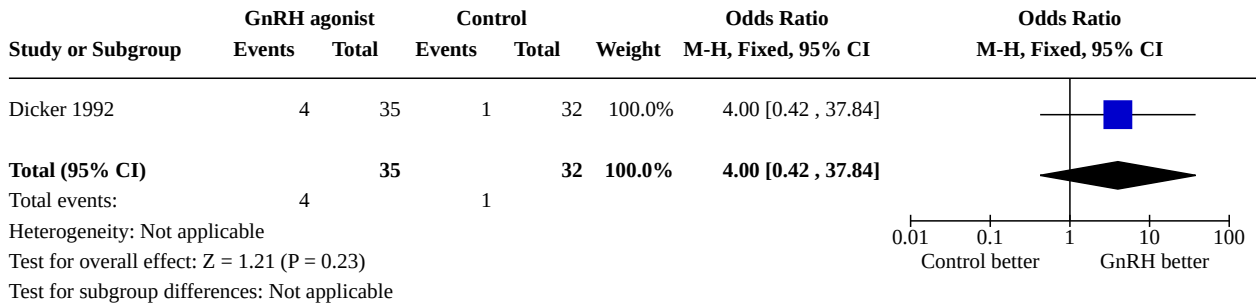 GnRH agonist Control Odds Ratio Odds Ratio
Study or Subgroup Events Total Events Total Weight M-H, Fixed, 95% CI M-H, Fixed, 95% CI
Dicker 1992 4 35 1 32 100.0% 4.00 [0.42 , 37.84]
Total (95% CI) 35 32 100.0% 4.00 [0.42 , 37.84]
Total events: 4 1
Heterogeneity: Not applicable
0.01 0.1 1 10 100
Test for overall effect: Z = 1.21 (P = 0.23)
Control better GnRH better
Test for subgroup differences: Not applicable